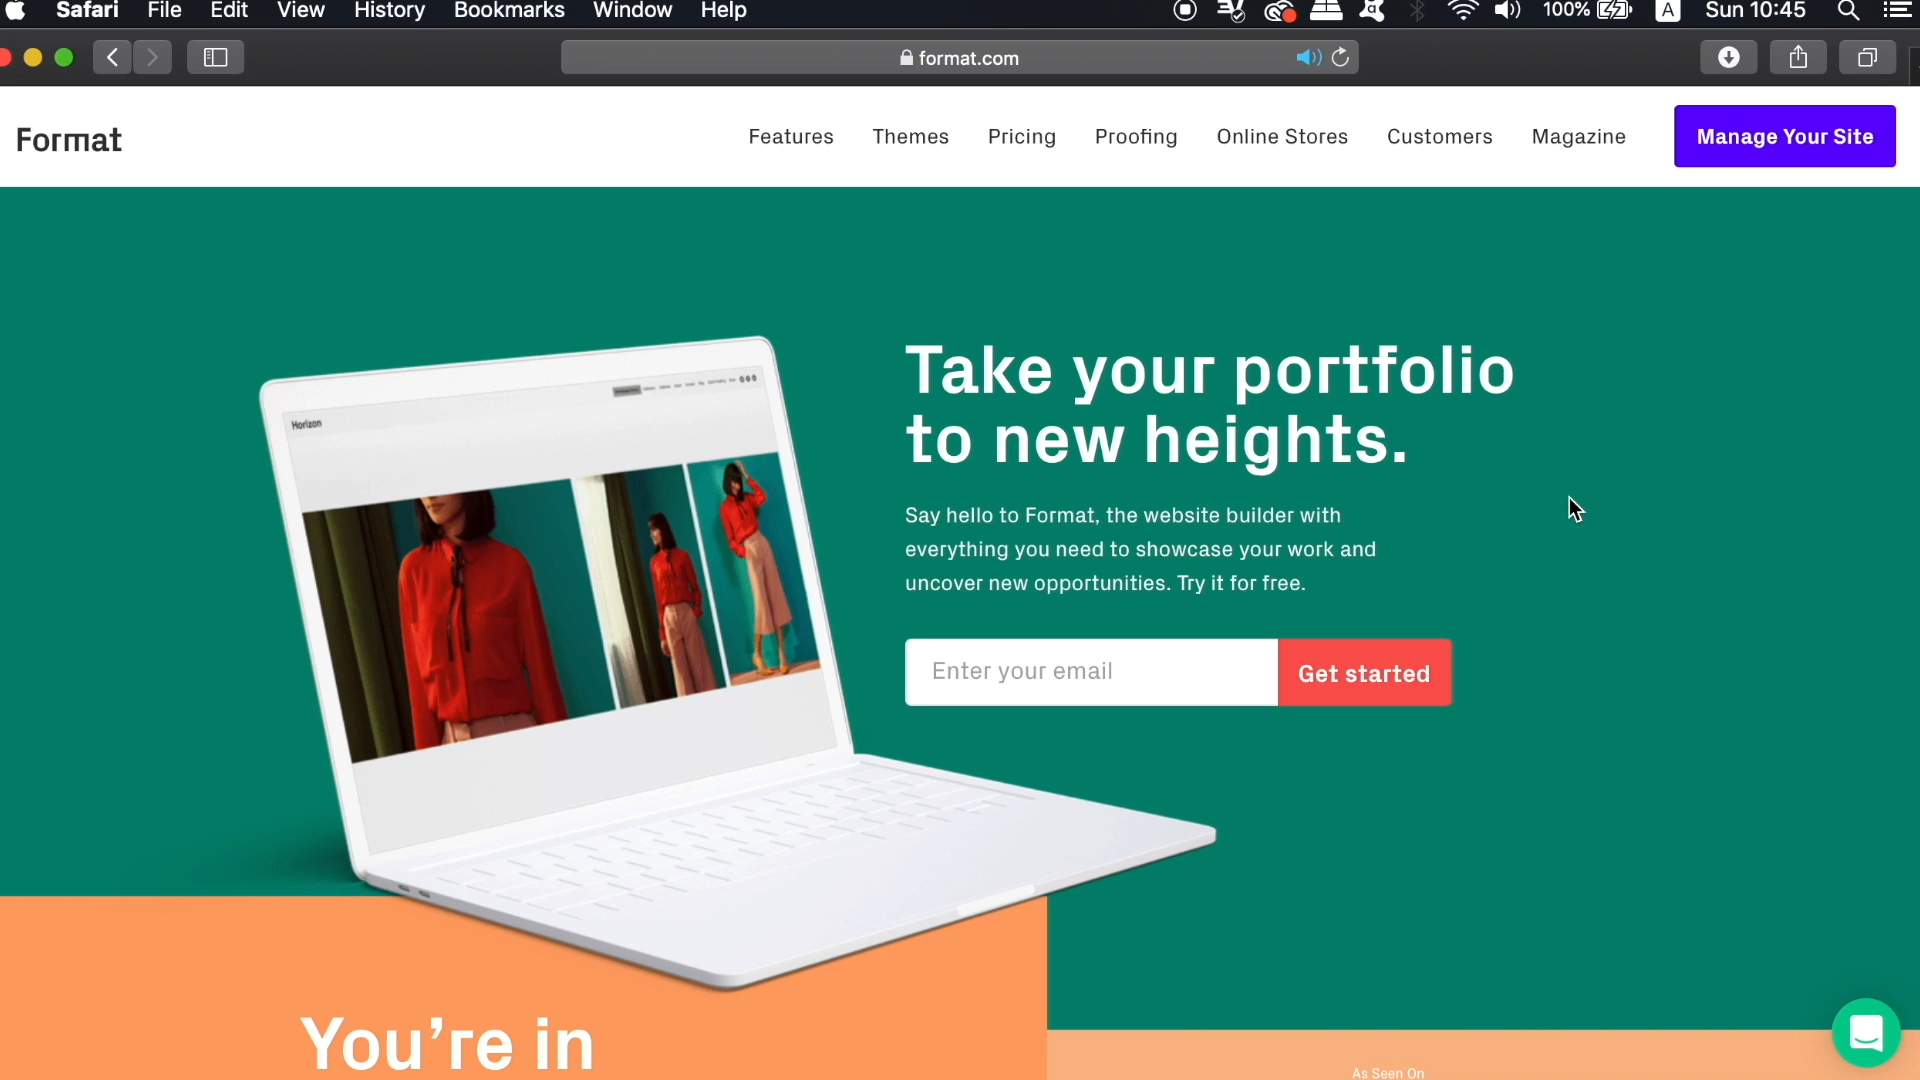 Safari File Edit View History Bookmarks Window Help 100% A Sun 10:45
format.com
Format
Features Themes Pricing Proofing Online Stores Customers Magazine Manage Your Site
Horizon
Take your portfolio
to new heights.
Say hello to Format, the website builder with
everything you need to showcase your work and
uncover new opportunities. Try it for free.
Enter your email Get started
You’re in
As Seen On